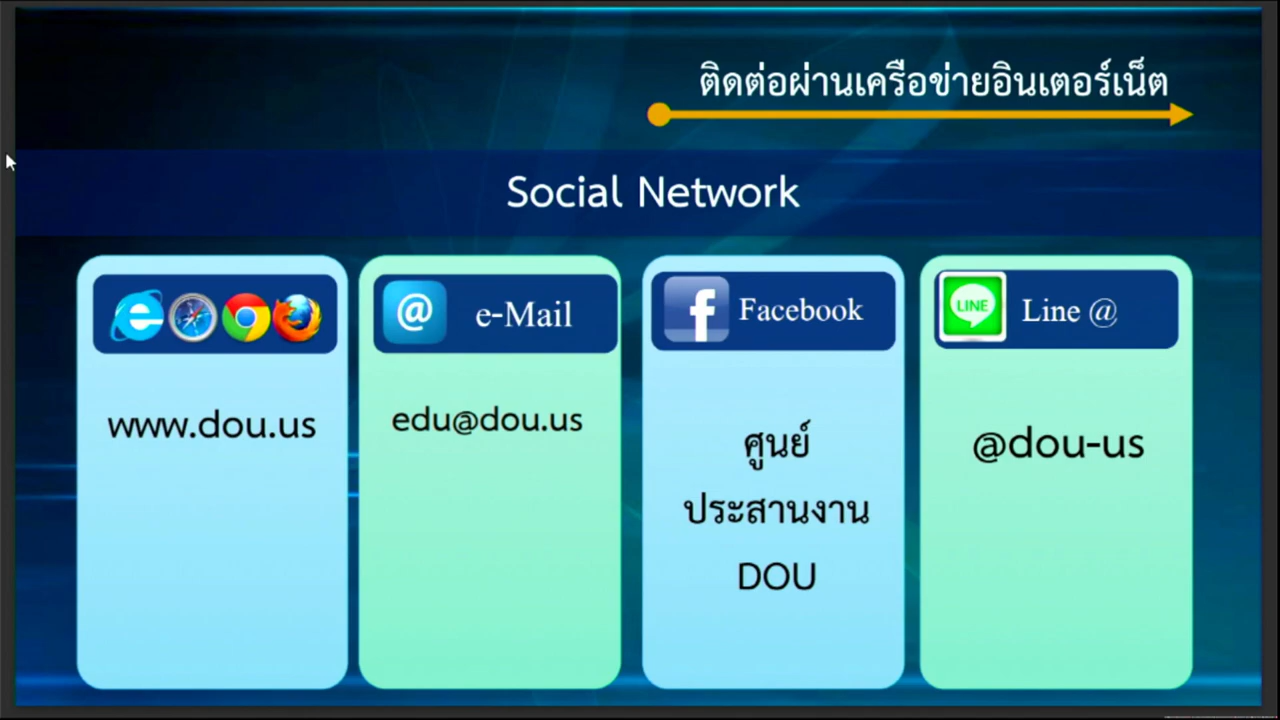 ติดต่อผ่านเครือข่ายอินเตอร์เน็ต
Social Network
www.dou.us
@ e-Mail
edu@dou.us
f Facebook
ศูนย์
ประสานงาน
DOU
LINE Line @
@dou-us